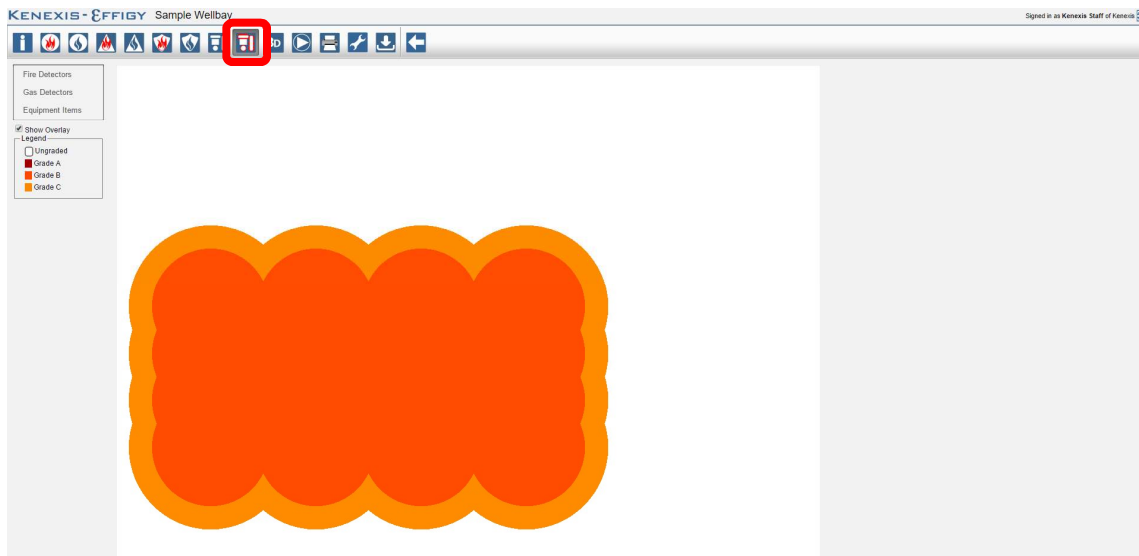 KENEXIS-EFFIGY Sample Wellbay
Signed in as Kenexis Staff of Kenexis
3D
Fire Detectors
Gas Detectors
Equipment Items
Show Overlay
Legend
Ungraded
Grade A
Grade B
Grade C